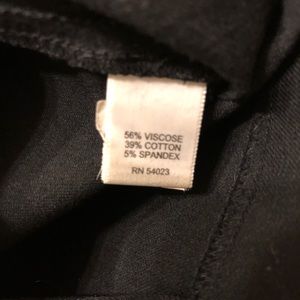 56% VISCOSE
39% COTTON
5% SPANDEX
RN 54023